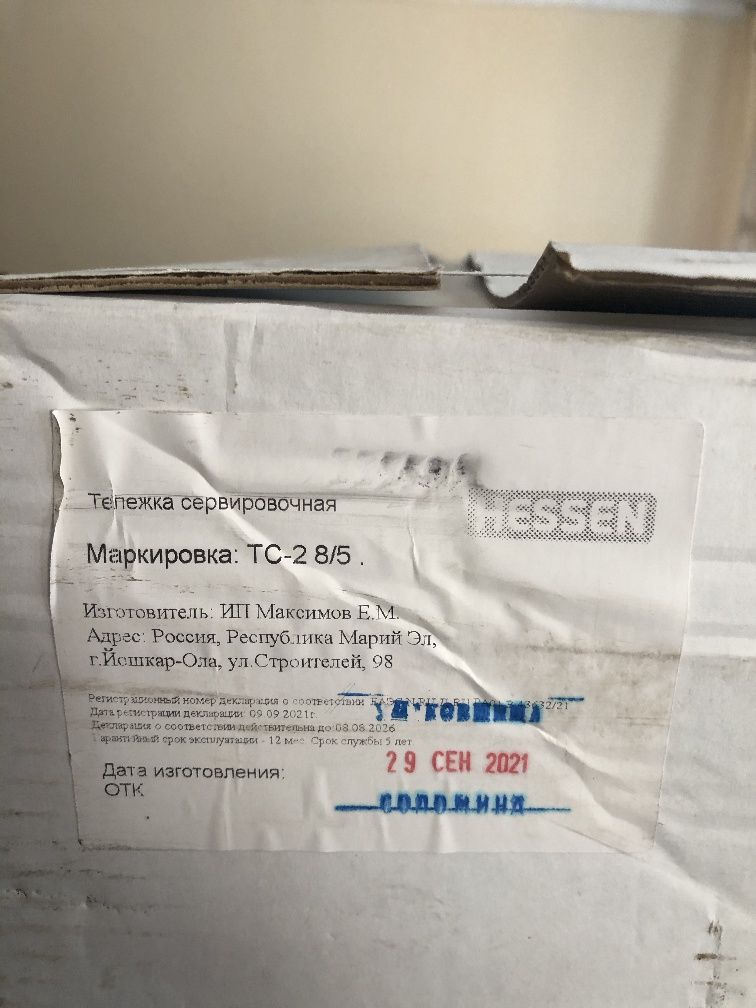 Тележка сервировочная
HESSEN
Маркировка: ТС-2 8/5 .
Изготовитель: ИП Максимов Е.М.
Адрес: Россия, Республика Марий Эл,
г.Йошкар-Ола, ул.Строителей, 98
Регистрационный номер декларации о соответствии
Дата регистрации декларации: 09.09.2021г.
Декларация о соответствии действительна до 08.08.2026
Гарантийный срок эксплуатации - 12 мес. Срок службы 5 лет
Дата изготовления: 29 СЕН 2021
ОТК